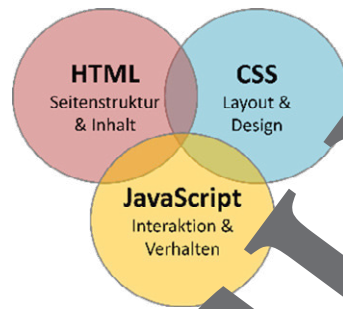 HTML
Seitenstruktur
& Inhalt
CSS
Layout &
Design
JavaScript
Interaktion &
Verhalten